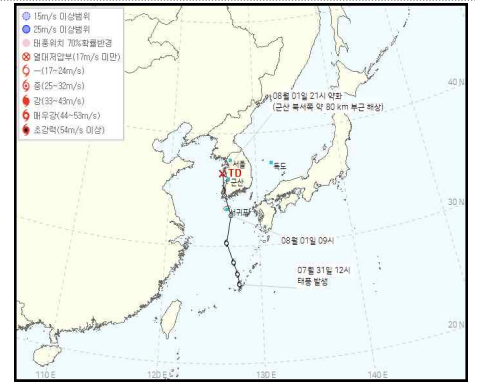 15m/s 이상범위
25m/s 이상범위
태풍위치 70%확률반경
열대저압부(17m/s 미만)
ㅡ(17~24m/s)
중(25~32m/s)
강(33~43m/s)
매우강(44~53m/s)
초강력(54m/s 이상)
08월 01일 21시 약화
(군산 북서쪽 약 80 km 부근 해상)
40 N
서울
독도
TD
군산
30 N
서귀포
08월 01일 09시
07월 31일 12시
태풍 발생
20 N
110 E
120 E
130 E
140 E